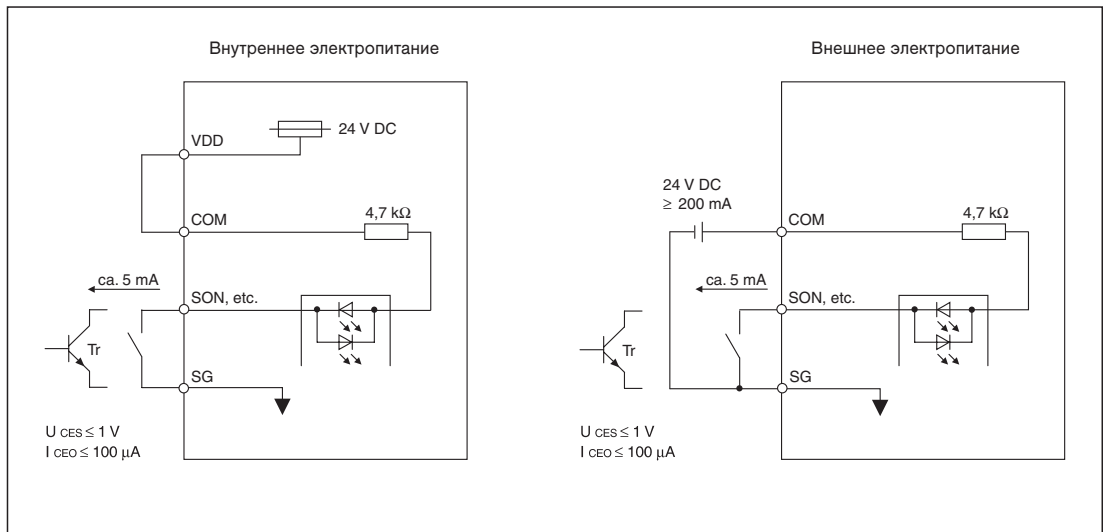 Внутреннее электропитание
VDD
24 V DC
COM
4,7 kΩ
ca. 5 mA
SON, etc.
Tr
SG
U CES ≤ 1 V
I CEO ≤ 100 µA
Внешнее электропитание
24 V DC
≥ 200 mA
COM
4,7 kΩ
ca. 5 mA
SON, etc.
Tr
SG
U CES ≤ 1 V
I CEO ≤ 100 µA